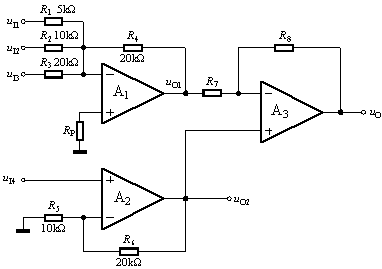 R1 5kΩ
uI1
R2 10kΩ
R4
R8
uI2
R3 20kΩ
20kΩ
uI3
uO1
R7
A1
A3
uO
RP
uI4
A2
R5
uO2
10kΩ
R6
20kΩ